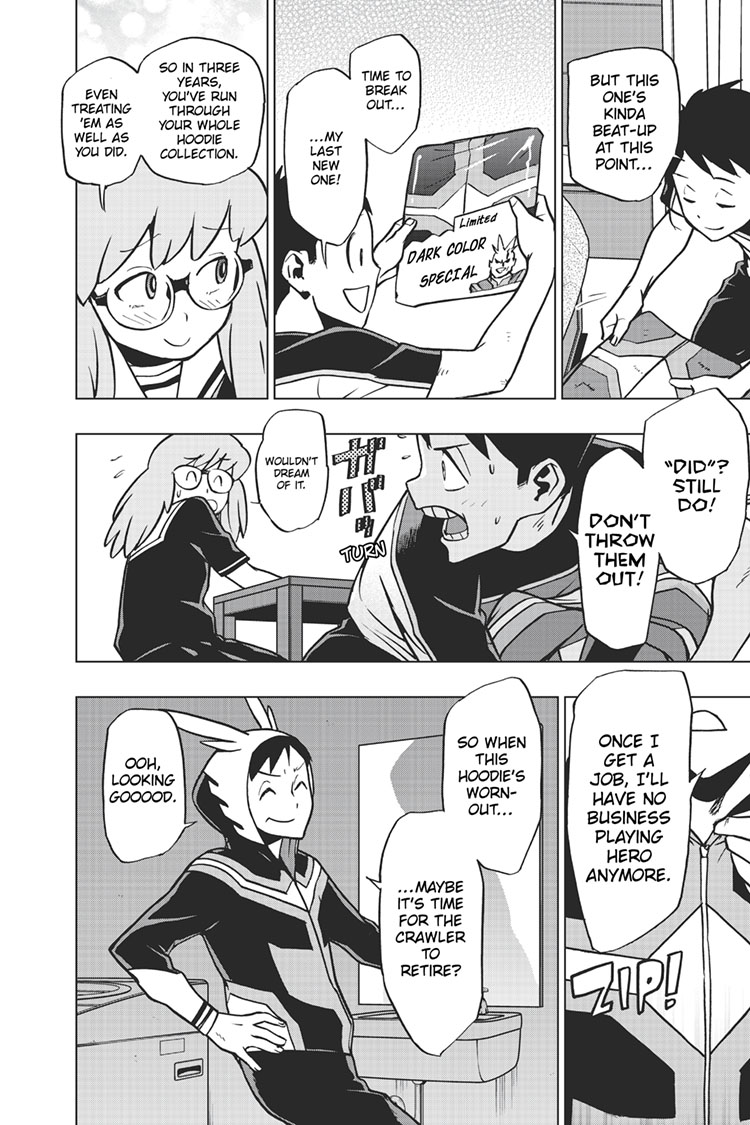 BUT THIS
ONE'S
KINDA
BEAT-UP
AT THIS
POINT...
TIME TO
BREAK
OUT...
...MY
LAST
NEW
ONE!
Limited
DARK COLOR
SPECIAL
SO IN THREE
YEARS,
YOU'VE RUN
THROUGH
YOUR WHOLE
HOODIE
COLLECTION.
EVEN
TREATING
'EM AS
WELL AS
YOU DID.
"DID"?
STILL
DO!
DON'T
THROW
THEM
OUT!
ガバッ
TURN
WOULDN'T
DREAM
OF IT.
ONCE I
GET A
JOB, I'LL
HAVE NO
BUSINESS
PLAYING
HERO
ANYMORE.
ZIP!
SO WHEN
THIS
HOODIE'S
WORN-
OUT...
...MAYBE
IT'S TIME
FOR THE
CRAWLER
TO
RETIRE?
OOH,
LOOKING
GOOOOD.